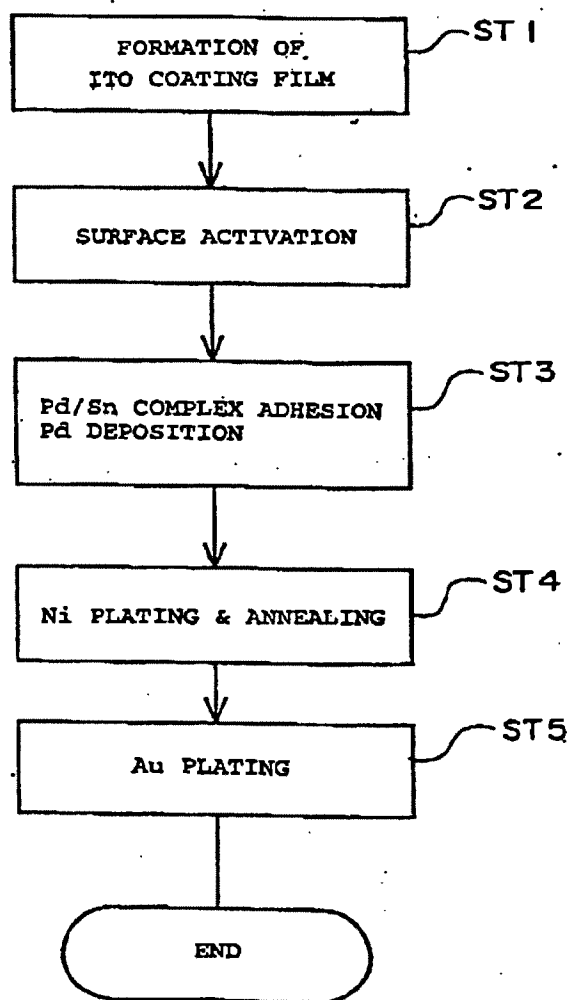 FORMATION OF
ITO COATING FILM
ST1
SURFACE ACTIVATION
ST2
Pd/Sn COMPLEX ADHESION
Pd DEPOSITION
ST3
Ni PLATING & ANNEALING
ST4
Au PLATING
ST5
END